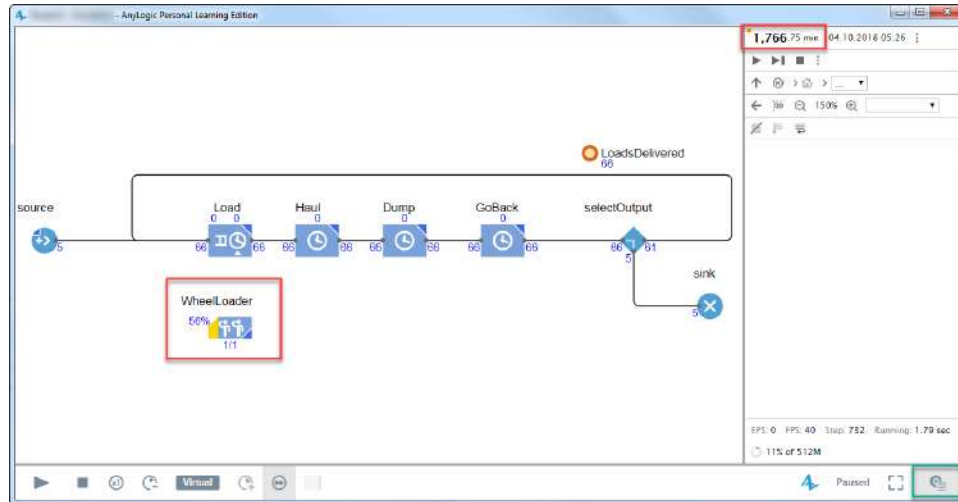 - AnyLogic Personal Learning Edition
1,766.75 min 04.10.2018 05:26
150%
LoadsDelivered
66
source
Load
Haul
Dump
GoBack
selectOutput
0 0
0
0
0
5
66
66
66
66
66
66
66
66
66
61
5
sink
5
WheelLoader
56%
1/1
EPS: 0 FPS: 40 Step: 732 Running: 1.79 sec
11% of 512M
x1
Virtual
Paused